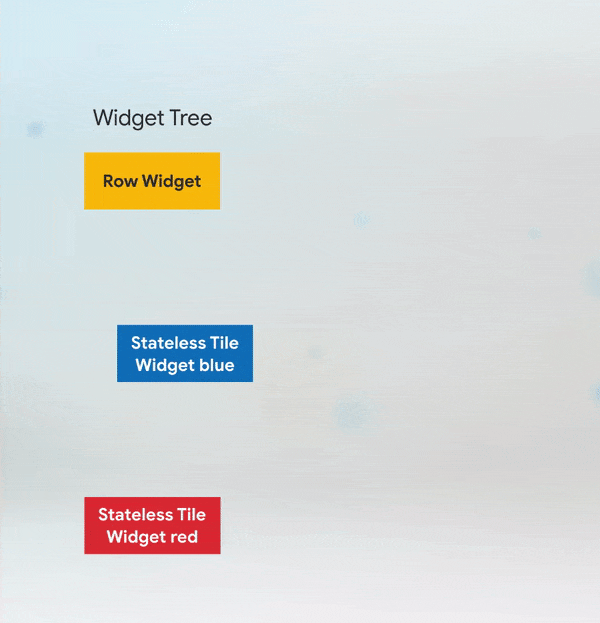 Widget Tree
Row Widget
Stateless Tile
Widget blue
Stateless Tile
Widget red